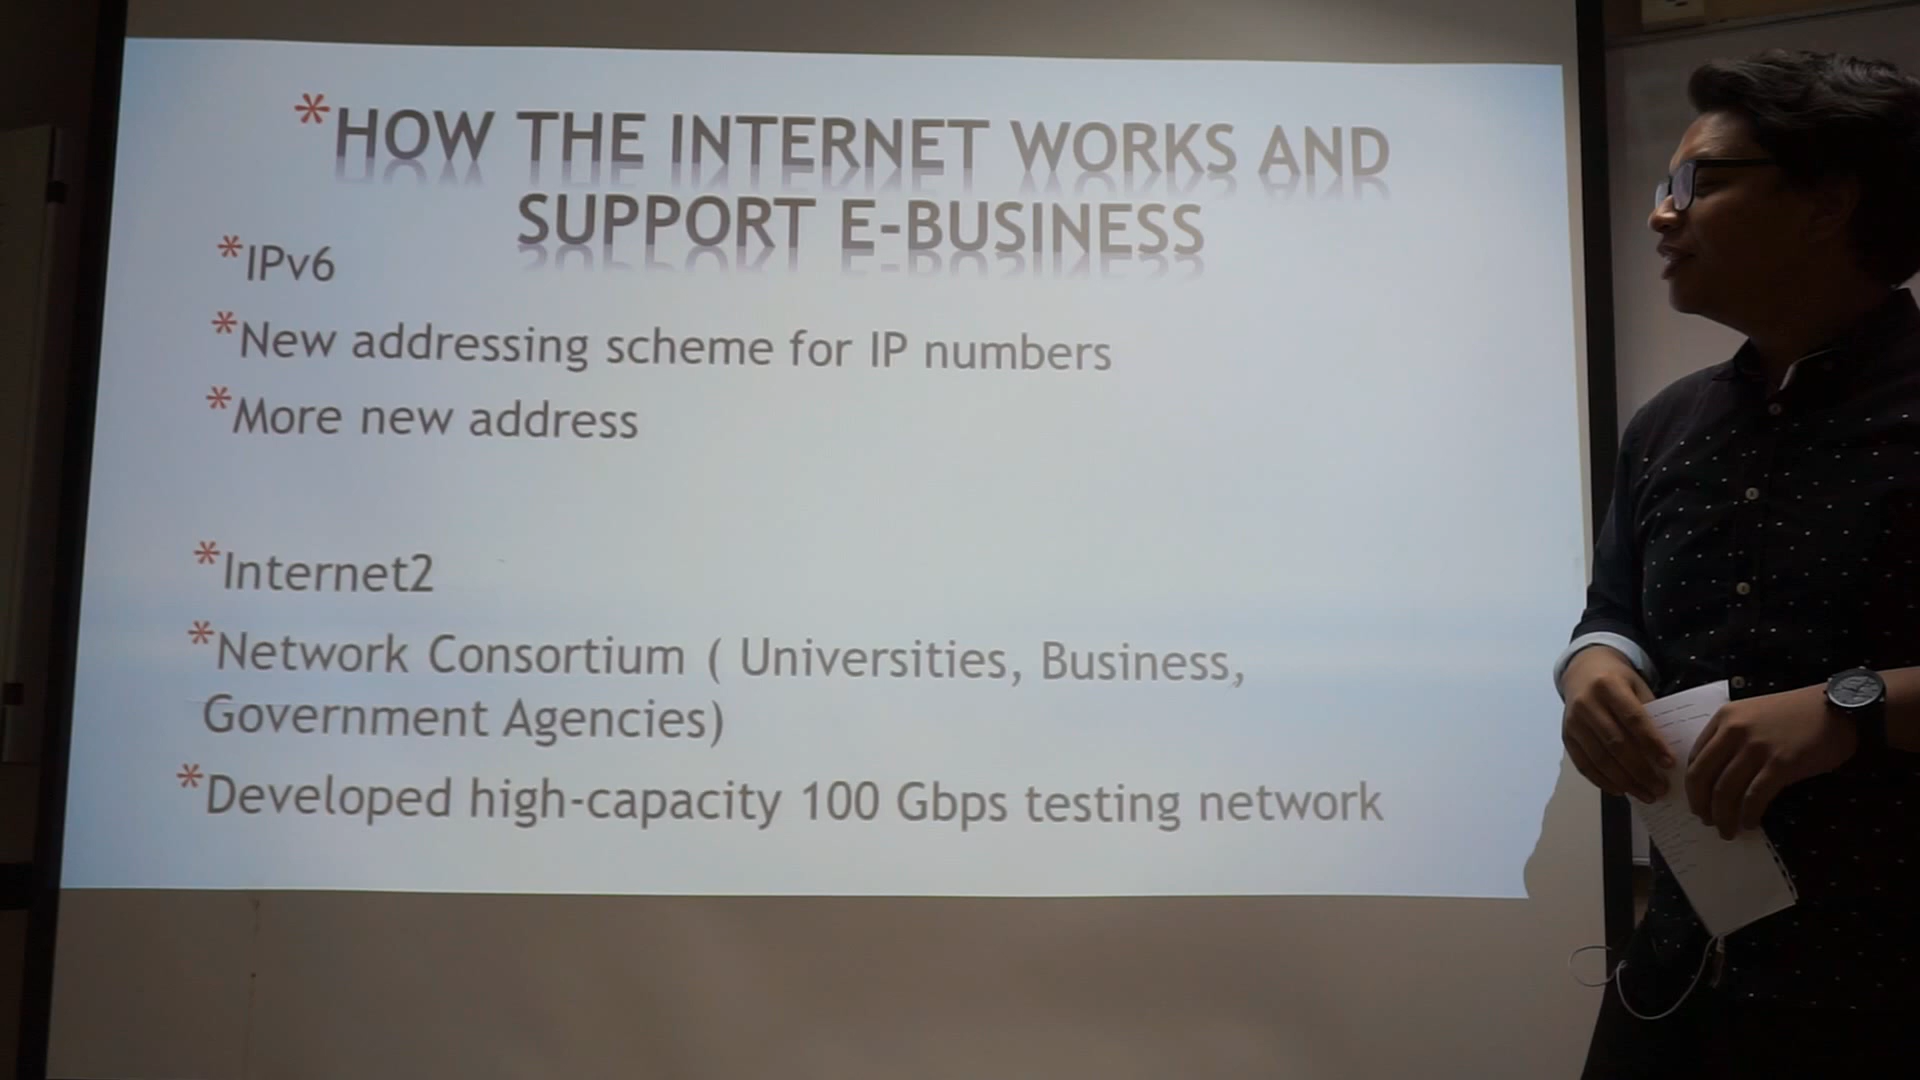 *HOW THE INTERNET WORKS AND
SUPPORT E-BUSINESS
*IPv6
*New addressing scheme for IP numbers
*More new address
*Internet2
*Network Consortium ( Universities, Business,
Government Agencies)
*Developed high-capacity 100 Gbps testing network